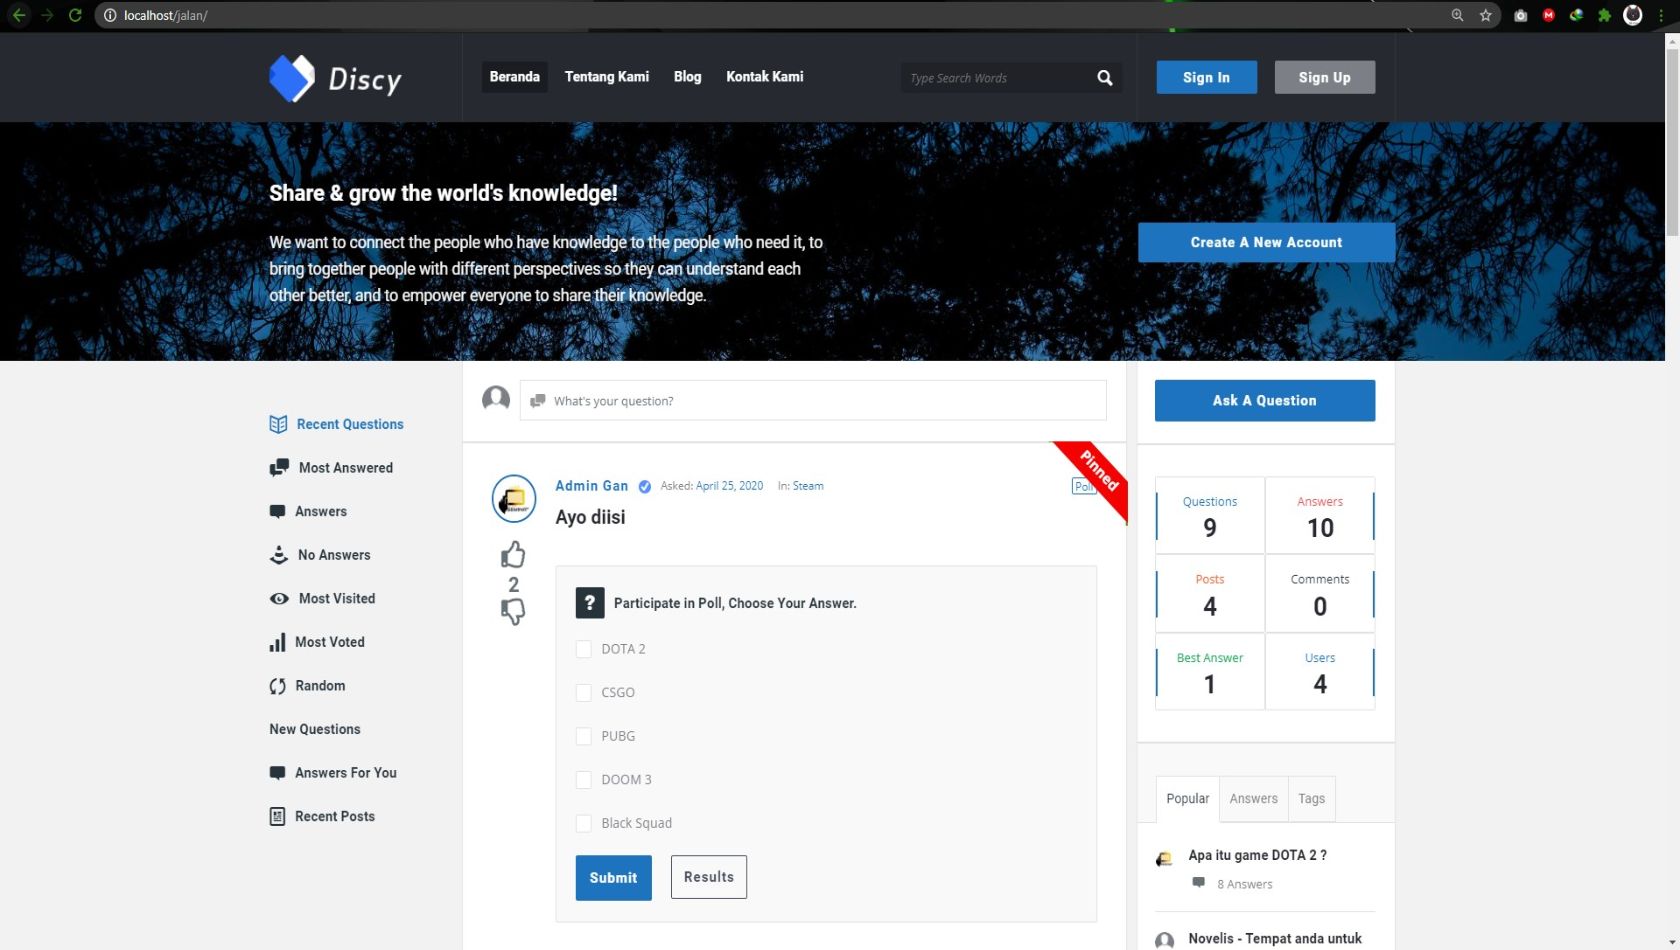 localhost/jalan/
Discy
Beranda
Tentang Kami
Blog
Kontak Kami
Type Search Words
Sign In
Sign Up
Share & grow the world's knowledge!
We want to connect the people who have knowledge to the people who need it, to
bring together people with different perspectives so they can understand each
other better, and to empower everyone to share their knowledge.
Create A New Account
Recent Questions
Most Answered
Answers
No Answers
Most Visited
Most Voted
Random
New Questions
Answers For You
Recent Posts
What's your question?
Pinned
Admin Gan Asked: April 25, 2020 In: Steam
Poll
Ayo diisi
2
? Participate in Poll, Choose Your Answer.
DOTA 2
CSGO
PUBG
DOOM 3
Black Squad
Submit
Results
Ask A Question
Questions
9
Answers
10
Posts
4
Comments
0
Best Answer
1
Users
4
Popular
Answers
Tags
Apa itu game DOTA 2 ?
8 Answers
Novelis - Tempat anda untuk